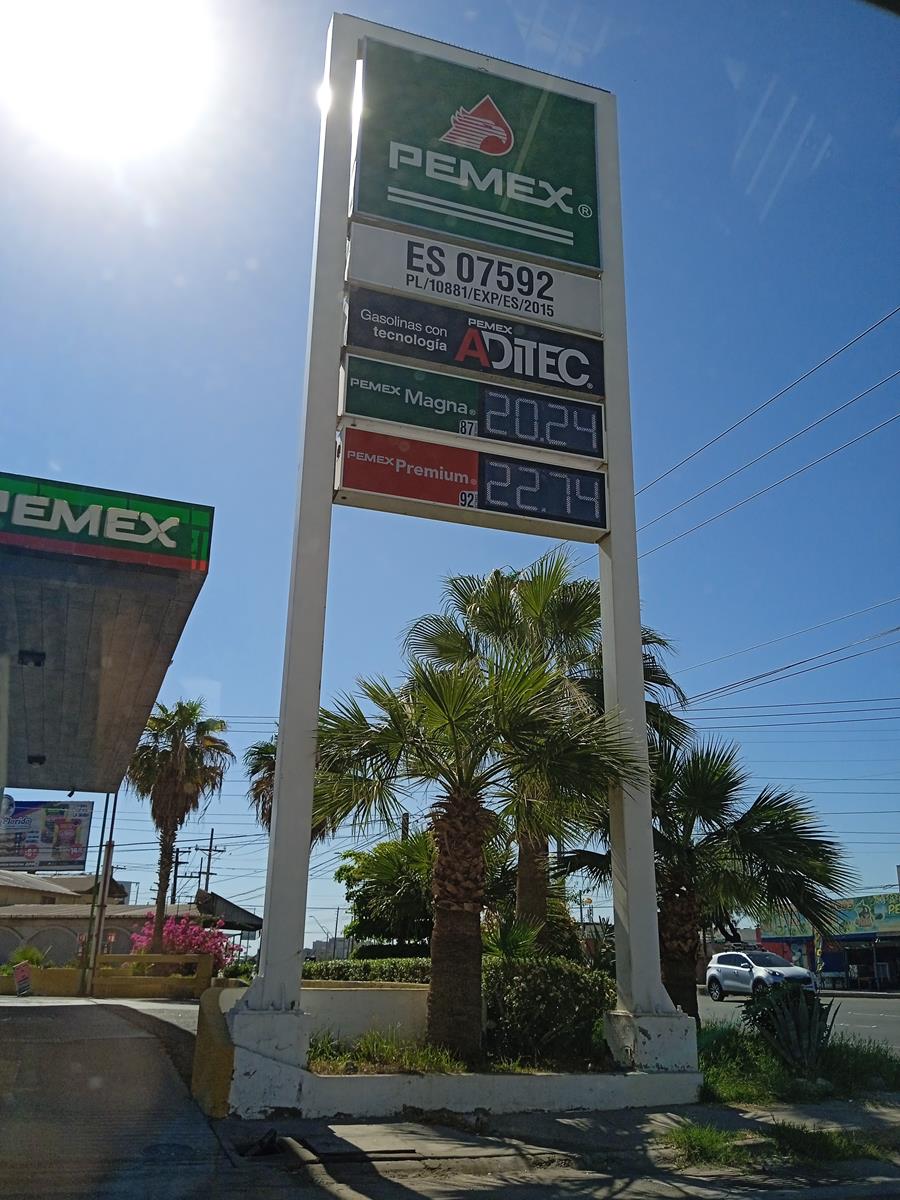 PEMEX®
ES 07592
PL/10881/EXP/ES/2015
Gasolinas con
tecnología
PEMEX
ADITEC®
PEMEX Magna® 87 20.24
PEMEX Premium® 92 22.74
PEMEX